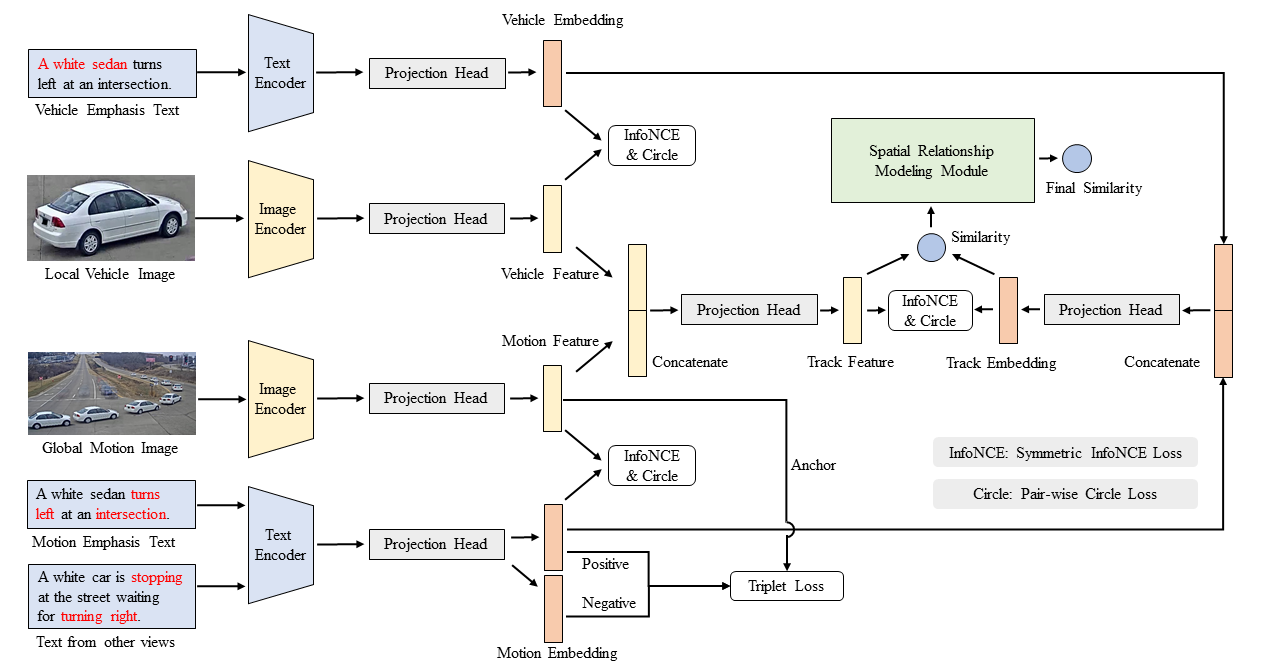 Vehicle Embedding
A white sedan turns
left at an intersection.
Vehicle Emphasis Text
Text
Encoder
Projection Head
InfoNCE
& Circle
Local Vehicle Image
Image
Encoder
Projection Head
Vehicle Feature
Spatial Relationship
Modeling Module
Final Similarity
Similarity
Concatenate
Projection Head
Track Feature
InfoNCE
& Circle
Track Embedding
Projection Head
Concatenate
Motion Feature
Global Motion Image
Image
Encoder
Projection Head
InfoNCE
& Circle
Anchor
InfoNCE: Symmetric InfoNCE Loss
Circle: Pair-wise Circle Loss
A white sedan turns
left at an intersection.
Motion Emphasis Text
A white car is stopping
at the street waiting
for turning right.
Text from other views
Text
Encoder
Projection Head
Positive
Negative
Motion Embedding
Triplet Loss